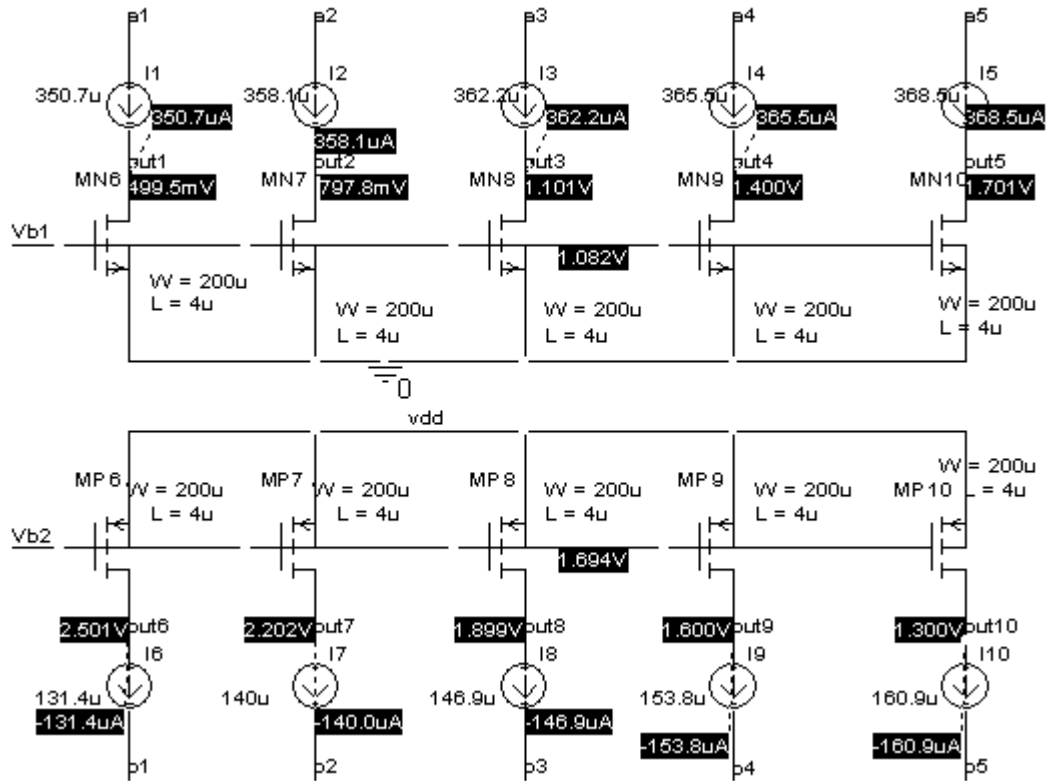 a1 a2 a3 a4 a5
I1 I2 I3 I4 I5
350.7u 358.1u 362.2u 365.5u 368.5u
350.7uA 358.1uA 362.2uA 365.5uA 368.5uA
out1 out2 out3 out4 out5
MN6 MN7 MN8 MN9 MN10
499.5mV 797.8mV 1.101V 1.400V 1.701V
Vb1 1.082V
W = 200u W = 200u W = 200u W = 200u W = 200u
L = 4u L = 4u L = 4u L = 4u L = 4u
0
vdd
MP6 MP7 MP8 MP9 MP10
W = 200u W = 200u W = 200u W = 200u W = 200u
L = 4u L = 4u L = 4u L = 4u L = 4u
Vb2 1.694V
2.501V out6 2.202V out7 1.899V out8 1.600V out9 1.300V out10
I6 I7 I8 I9 I10
131.4u 140u 146.9u 153.8u 160.9u
-131.4uA -140.0uA -146.9uA -153.8uA -160.9uA
p1 p2 p3 p4 p5